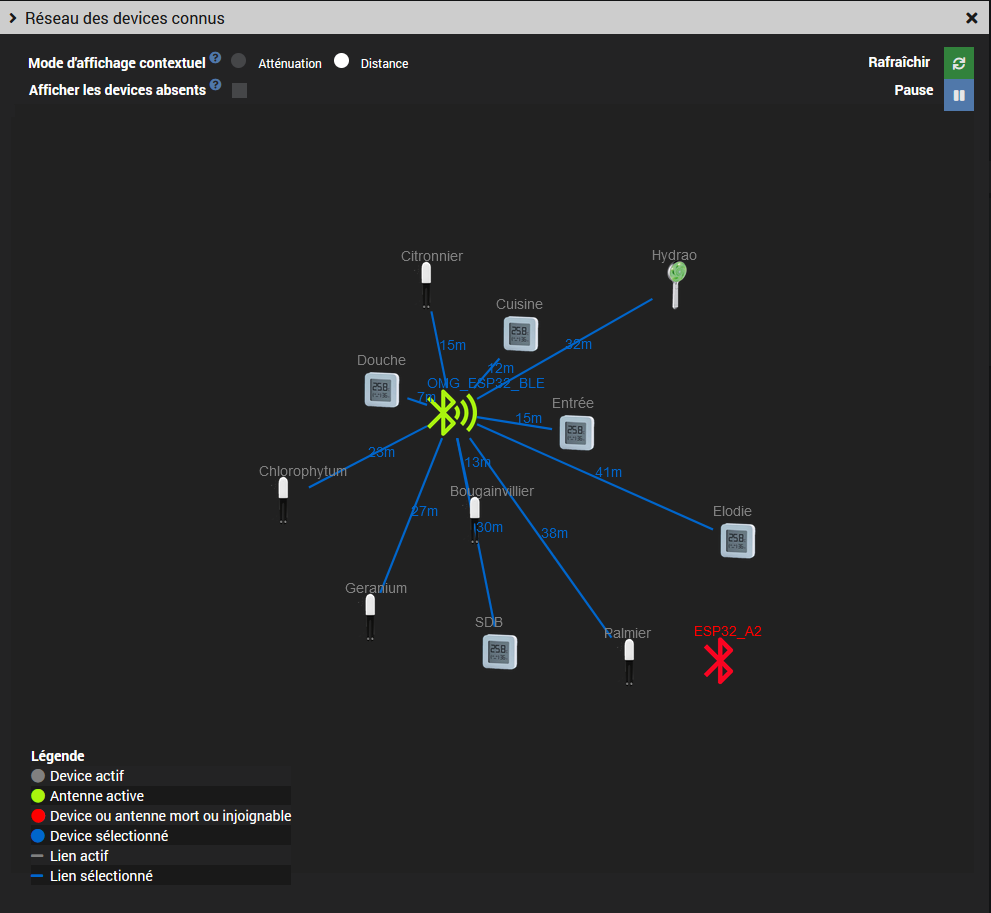 Réseau des devices connus
Mode d'affichage contextuel ? Atténuation Distance
Rafraîchir
Afficher les devices absents ?
Pause
Citronnier
Hydrao
Cuisine
15m
32m
Douche
12m
OMG_ESP32_BLE
7m
Entrée
15m
23m
13m
Chlorophytum
41m
Bougainvillier
27m
Elodie
30m
38m
Geranium
SDB
Palmier
ESP32_A2
Légende
Device actif
Antenne active
Device ou antenne mort ou injoignable
Device sélectionné
Lien actif
Lien sélectionné